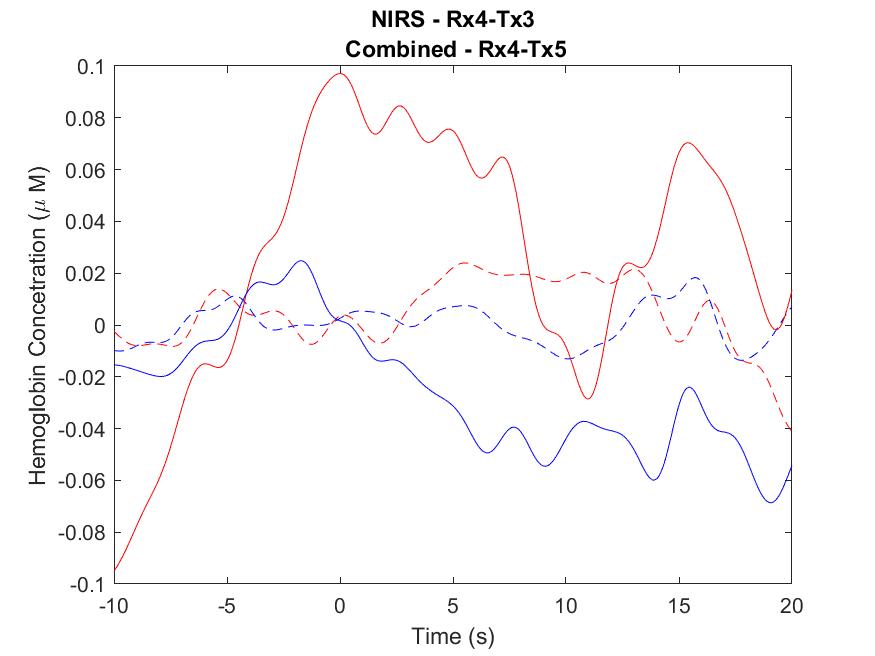 NIRS - Rx4-Tx3
Combined - Rx4-Tx5
0.1
0.08
0.06
0.04
0.02
0
-0.02
-0.04
-0.06
-0.08
-0.1
Hemoglobin Concetration (μ M)
-10 -5 0 5 10 15 20
Time (s)